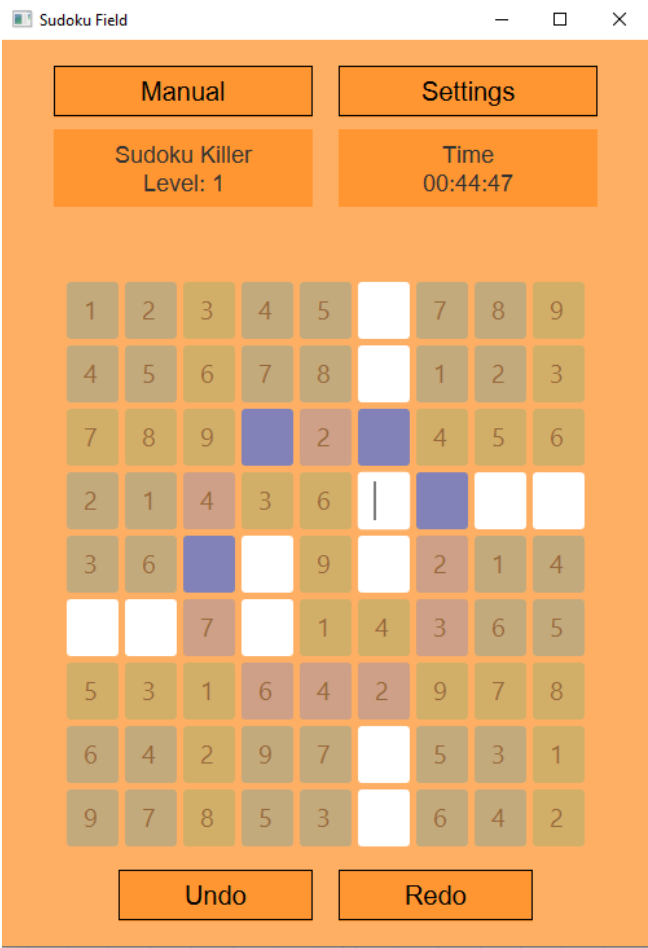 Sudoku Field
Manual Settings
Sudoku Killer Time
Level: 1 00:44:47
1 2 3 4 5 7 8 9
4 5 6 7 8 1 2 3
7 8 9 2 4 5 6
2 1 4 3 6
3 6 9 2 1 4
7 1 4 3 6 5
5 3 1 6 4 2 9 7 8
6 4 2 9 7 5 3 1
9 7 8 5 3 6 4 2
Undo Redo